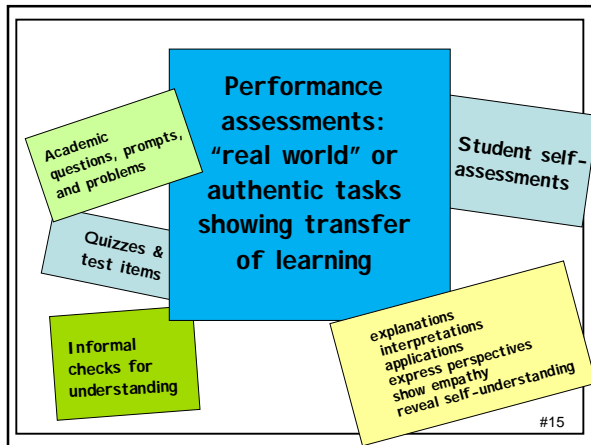 Performance
assessments:
“real world” or
authentic tasks
showing transfer
of learning
Academic
questions, prompts,
and problems
Student self-
assessments
Quizzes &
test items
Informal
checks for
understanding
explanations
interpretations
applications
express perspectives
show empathy
reveal self-understanding
#15